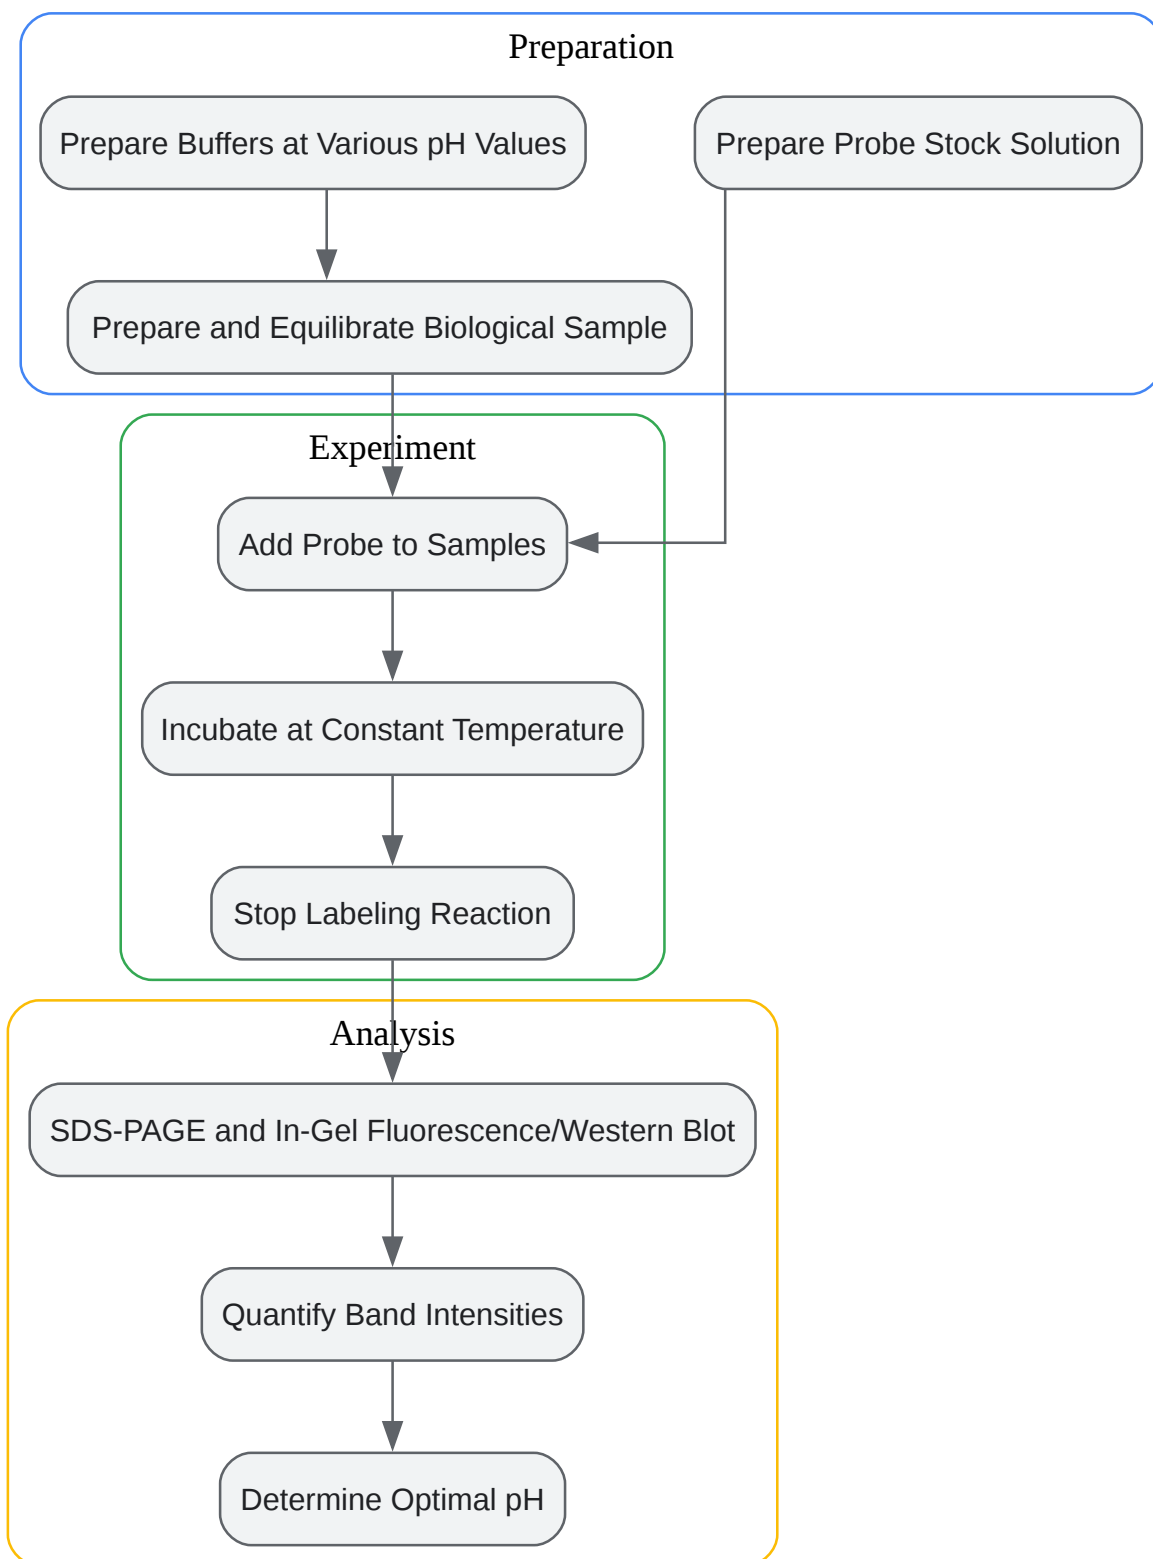 Preparation
Prepare Buffers at Various pH Values
Prepare Probe Stock Solution
Prepare and Equilibrate Biological Sample
Experiment
Add Probe to Samples
Incubate at Constant Temperature
Stop Labeling Reaction
Analysis
SDS-PAGE and In-Gel Fluorescence/Western Blot
Quantify Band Intensities
Determine Optimal pH